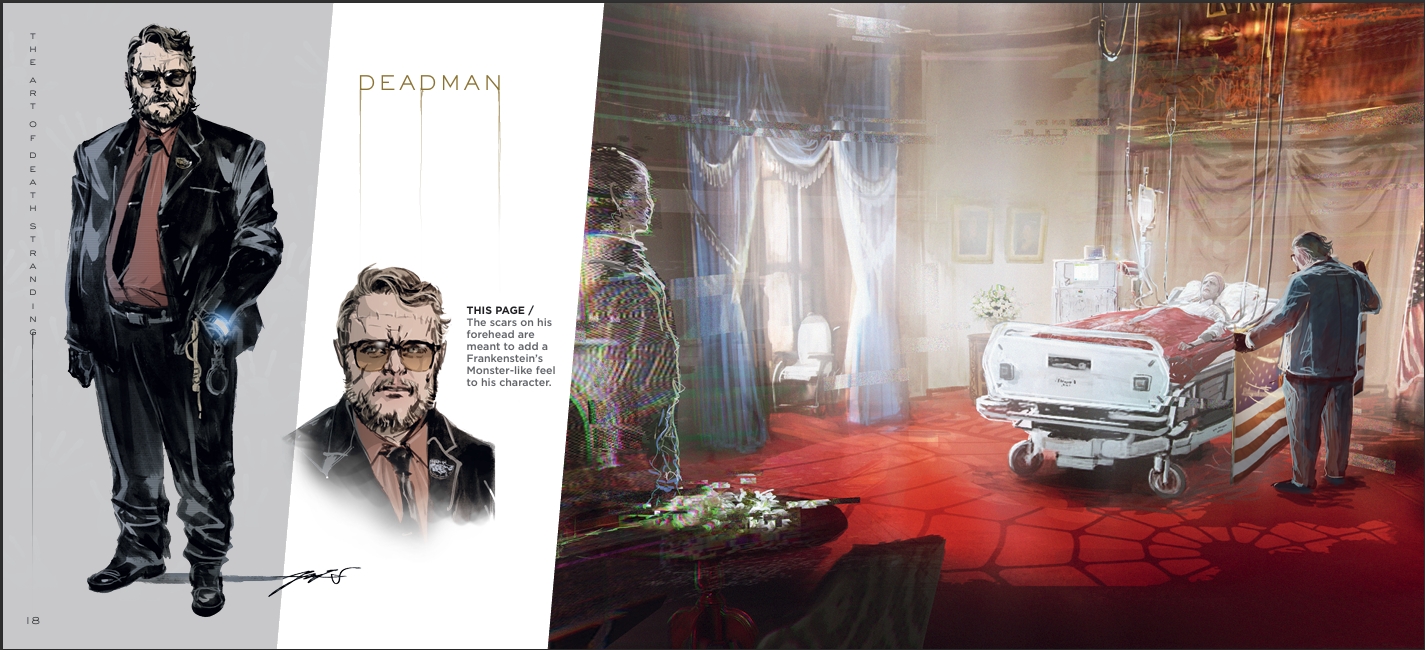 THE ART OF DEATH STRANDING
DEADMAN
THIS PAGE /
The scars on his
forehead are
meant to add a
Frankenstein's
Monster-like feel
to his character.
18